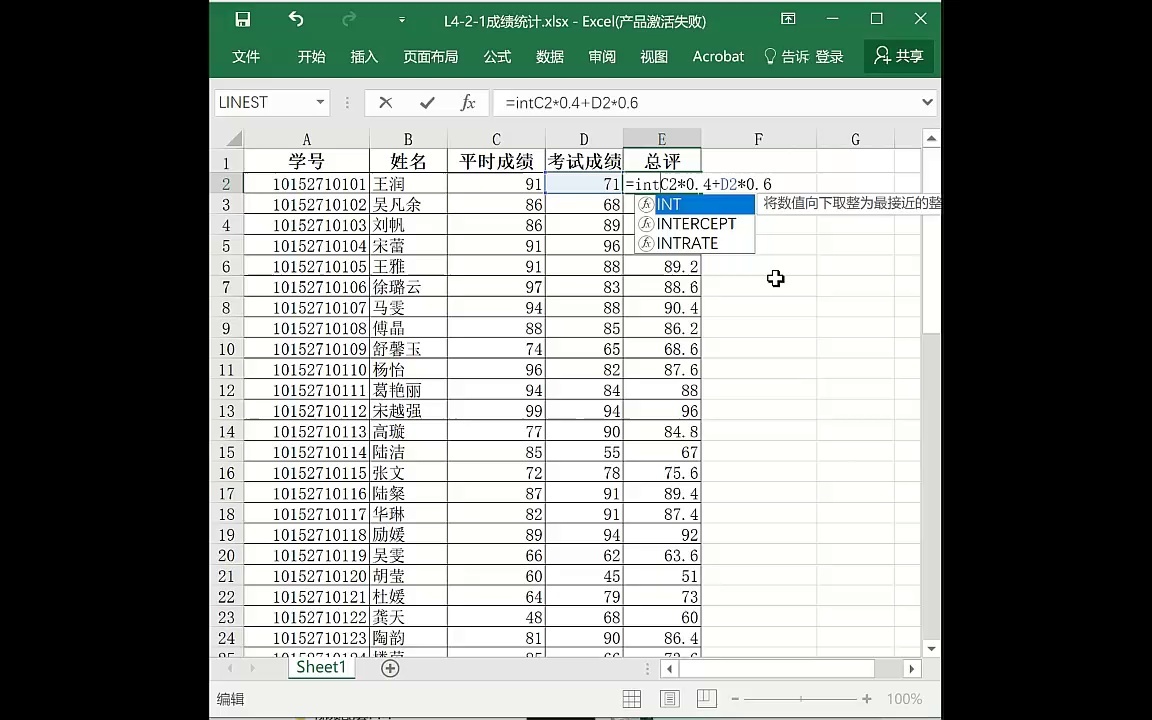 L4-2-1成绩统计.xlsx - Excel(产品激活失败)
文件 开始 插入 页面布局 公式 数据 审阅 视图 Acrobat 告诉 登录 共享
LINEST fx =intC2*0.4+D2*0.6
A B C D E F G
1 学号 姓名 平时成绩 考试成绩 总评
2 10152710101 王润 91 71 =intC2*0.4+D2*0.6
3 10152710102 吴凡余 86 68 INT 将数值向下取整为最接近的整
4 10152710103 刘帆 86 89 INTERCEPT
5 10152710104 宋蕾 91 96 INTRATE
6 10152710105 王雅 91 88 89.2
7 10152710106 徐璐云 97 83 88.6
8 10152710107 马雯 94 88 90.4
9 10152710108 傅晶 88 85 86.2
10 10152710109 舒馨玉 74 65 68.6
11 10152710110 杨怡 96 82 87.6
12 10152710111 葛艳丽 94 84 88
13 10152710112 宋越强 99 94 96
14 10152710113 高璇 77 90 84.8
15 10152710114 陆洁 85 55 67
16 10152710115 张文 72 78 75.6
17 10152710116 陆粲 87 91 89.4
18 10152710117 华琳 82 91 87.4
19 10152710118 励媛 89 94 92
20 10152710119 吴雯 66 62 63.6
21 10152710120 胡莹 60 45 51
22 10152710121 杜媛 64 79 73
23 10152710122 龚天 48 68 60
24 10152710123 陶韵 81 90 86.4
Sheet1
编辑 100%